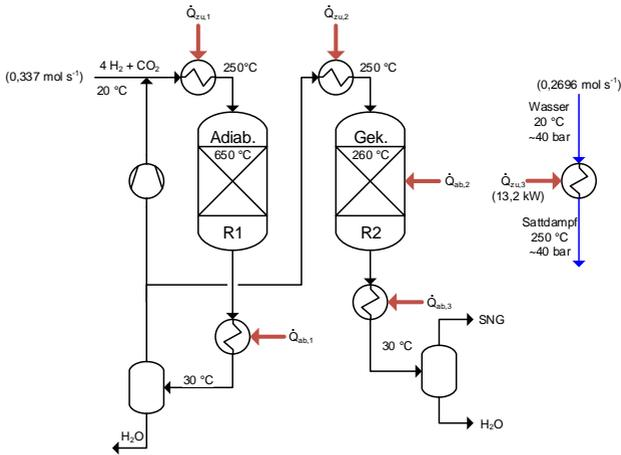 Q̇zu,1
Q̇zu,2
4 H₂ + CO₂
(0,337 mol s⁻¹)
20 °C
250°C
250 °C
(0,2696 mol s⁻¹)
Wasser
20 °C
~40 bar
Adiab.
650 °C
R1
Gek.
260 °C
R2
Q̇ab,2
Q̇zu,3
(13,2 kW)
Sattdampf
250 °C
~40 bar
Q̇ab,3
Q̇ab,1
SNG
30 °C
30 °C
H₂O
H₂O